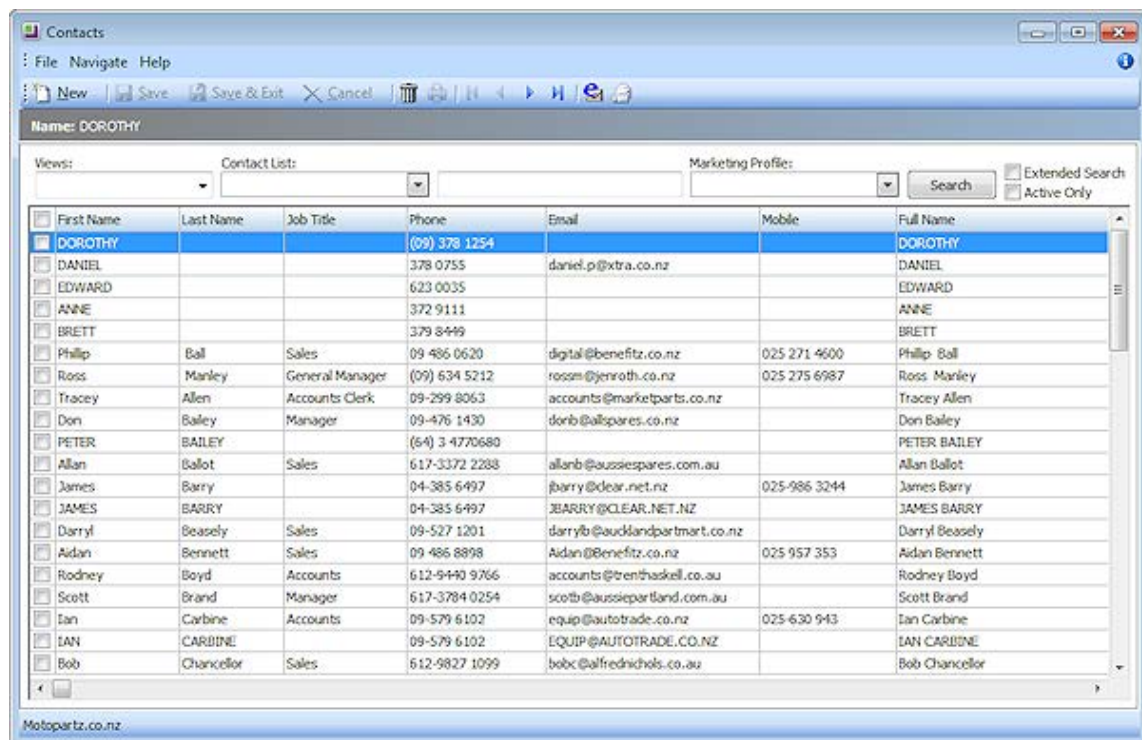 Contacts
File Navigate Help
New Save Save & Exit Cancel
Name: DOROTHY
Views: Contact List: Marketing Profile:
Search Extended Search
Active Only
First Name Last Name Job Title Phone Email Mobile Full Name
DOROTHY (09) 378 1254 DOROTHY
DANIEL 378 0755 daniel.p@xtra.co.nz DANIEL
EDWARD 623 0035 EDWARD
ANNE 372 9111 ANNE
BRETT 379 8449 BRETT
Phillip Ball Sales 09 486 0620 digital@benefitz.co.nz 025 271 4600 Phillip Ball
Ross Manley General Manager (09) 634 5212 rossm@jenroth.co.nz 025 275 6987 Ross Manley
Tracey Allen Accounts Clerk 09-299 8063 accounts@marketparts.co.nz Tracey Allen
Don Bailey Manager 09-476 1430 donb@allspares.co.nz Don Bailey
PETER BAILEY (64) 3 4770680 PETER BAILEY
Allan Ballot Sales 617-3372 2288 allanb@aussiespares.com.au Allan Ballot
James Barry 04-385 6497 jbarry@clear.net.nz 025-986 3244 James Barry
JAMES BARRY 04-385 6497 JBARRY@CLEAR.NET.NZ JAMES BARRY
Darryl Beasely Sales 09-527 1201 darrylb@aucklandpartmart.co.nz Darryl Beasely
Aidan Bennett Sales 09 486 8898 Aidan@Benefitz.co.nz 025 957 353 Aidan Bennett
Rodney Boyd Accounts 612-9440 9766 accounts@trenthaskell.co.au Rodney Boyd
Scott Brand Manager 617-3784 0254 scotb@aussiepartland.com.au Scott Brand
Ian Carbine Accounts 09-579 6102 equip@autotrade.co.nz 025-630 943 Ian Carbine
IAN CARBINE 09-579 6102 EQUIP@AUTOTRADE.CO.NZ IAN CARBINE
Bob Chancellor Sales 612-9827 1099 bobc@alfrednichols.co.au Bob Chancellor
Motopartz.co.nz